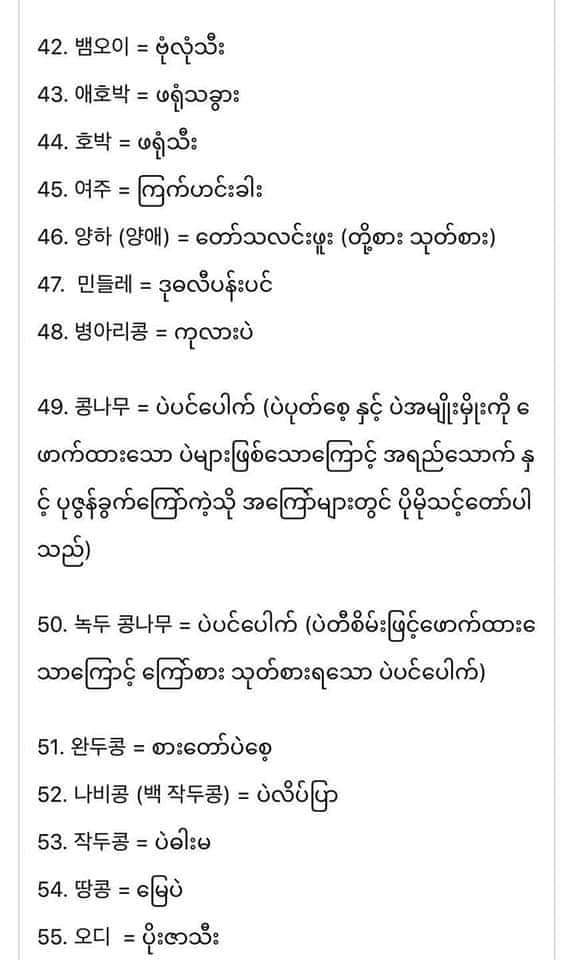 42. 뱀오이 = ဗုံလုံသီး
43. 애호박 = ဖရုံသခွား
44. 호박 = ဖရုံသီး
45. 여주 = ကြက်ဟင်းခါး
46. 양하 (양애) = တော်သလင်းဖူး (တို့စား သုတ်စား)
47. 민들레 = ဒုဓလီပန်းပင်
48. 병아리콩 = ကုလားပဲ
49. 콩나무 = ပဲပင်ပေါက် (ပဲပုတ်စေ့ နှင့် ပဲအမျိုးမှိုးကို ဖေ
ာက်ထားသော ပဲများဖြစ်သောကြောင့် အရည်သောက် န
ှင့် ပုဇွန်ခွက်ကြော်ကဲ့သို အကြော်များတွင် ပိုမိုသင့်တော်ပါ
သည်)
50. 녹두 콩나무 = ပဲပင်ပေါက် (ပဲတီစိမ်းဖြင့်ဖောက်ထားေ
သာကြောင့် ကြော်စား သုတ်စားရသော ပဲပင်ပေါက်)
51. 완두콩 = စားတော်ပဲစေ့
52. 나비콩 (백 작두콩) = ပဲလိပ်ပြာ
53. 작두콩 = ပဲဓါးမ
54. 땅콩 = မြေပဲ
55. 오디 = ပိုးဇာသီး